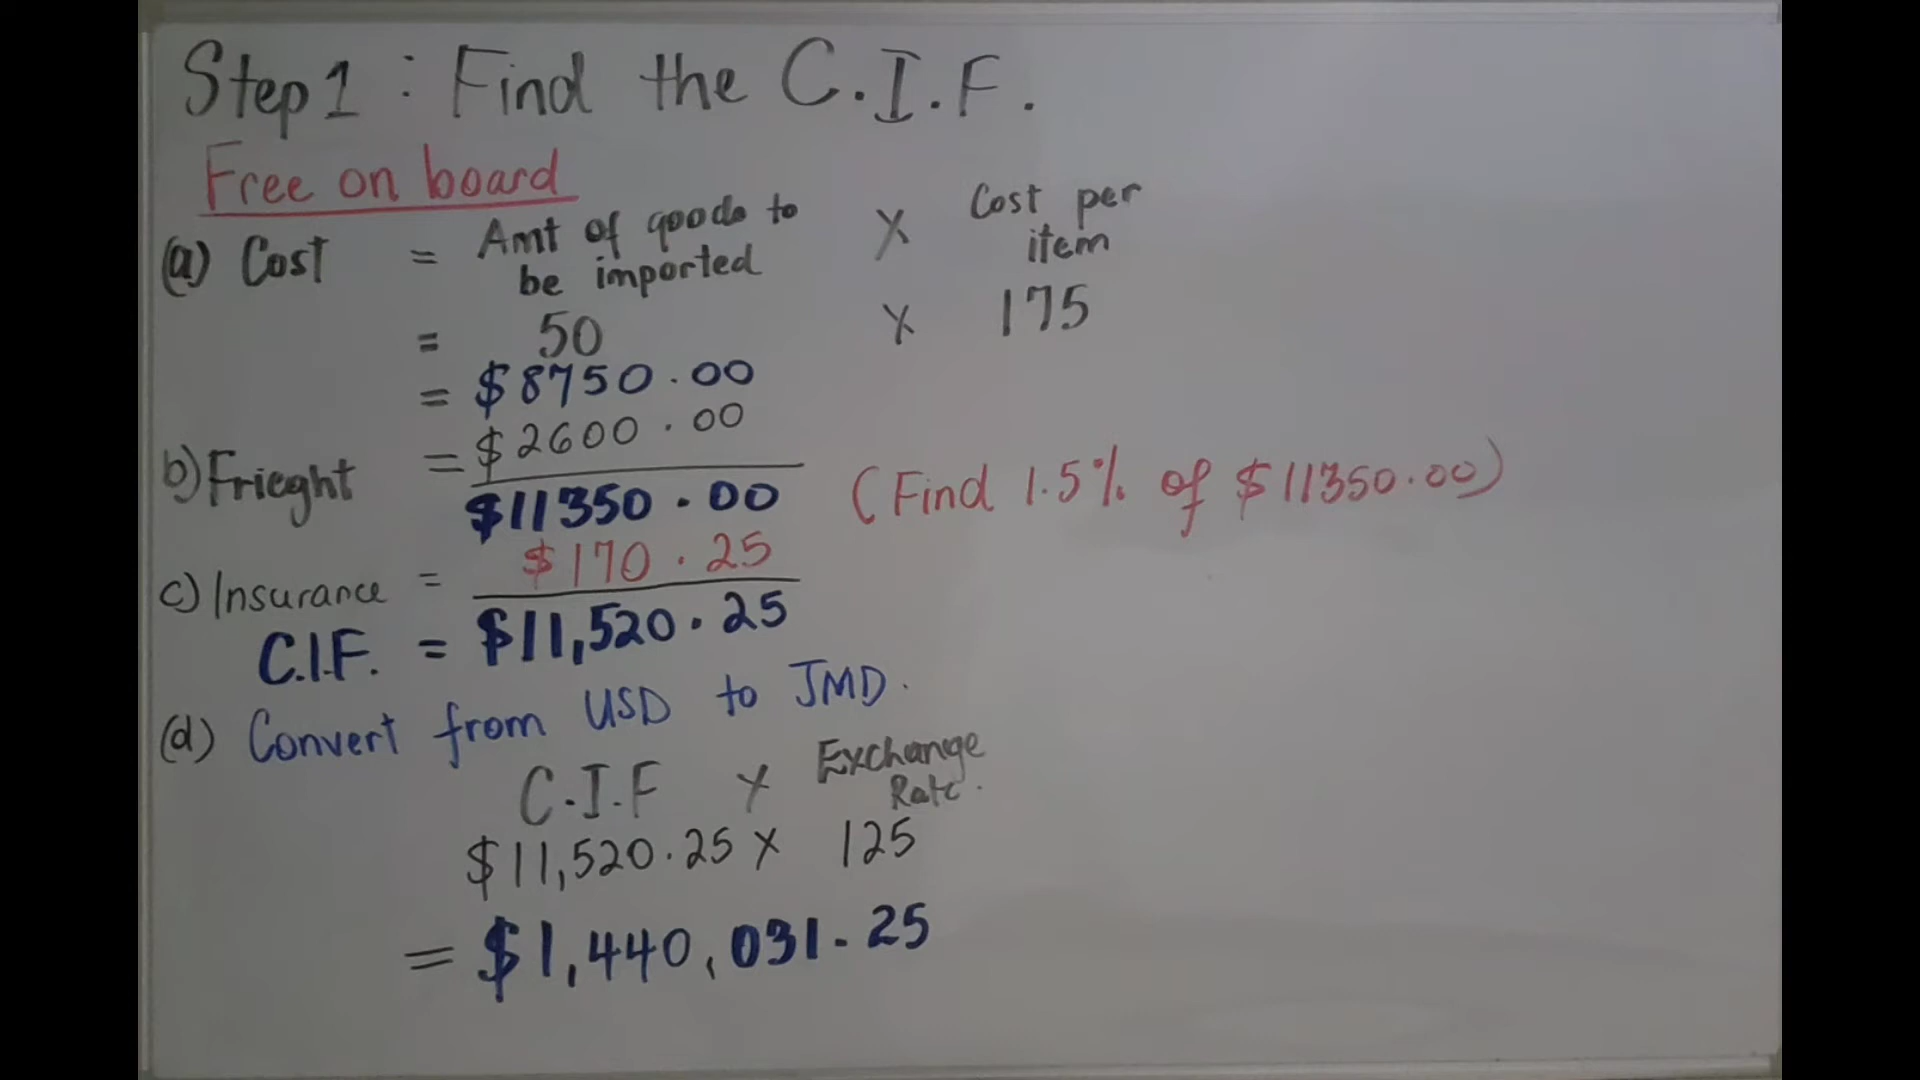 Step 1 : Find the C.I.F.
Free on board
(a) Cost = Amt of goods to be imported X Cost per item
= 50 X 175
= $8750.00
b) Frieght = $2600.00
$11350.00 (Find 1.5% of $11350.00)
c) Insurance = $170.25
C.I.F. = $11,520.25
(d) Convert from USD to JMD.
C.I.F X Exchange Rate.
$11,520.25 X 125
= $1,440,031.25